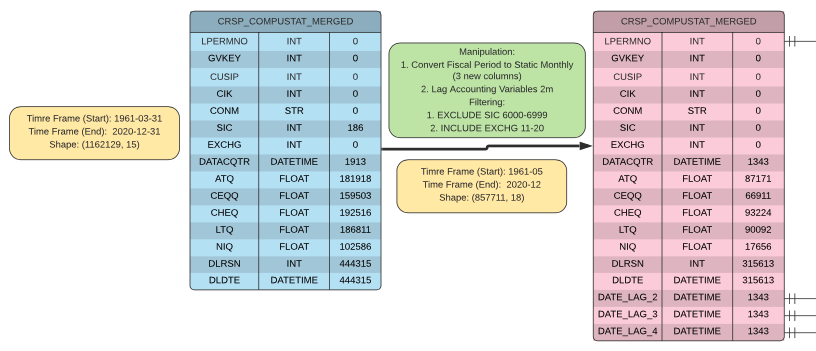 CRSP_COMPUSTAT_MERGED
LPERMNO INT 0
GVKEY INT 0
CUSIP INT 0
CIK INT 0
CONM STR 0
SIC INT 186
EXCHG INT 0
DATACQTR DATETIME 1913
ATQ FLOAT 181918
CEQQ FLOAT 159503
CHEQ FLOAT 192516
LTQ FLOAT 186811
NIQ FLOAT 102586
DLRSN INT 444315
DLDTE DATETIME 444315
Timre Frame (Start): 1961-03-31
Time Frame (End): 2020-12-31
Shape: (1162129, 15)
Manipulation:
1. Convert Fiscal Period to Static Monthly
(3 new columns)
2. Lag Accounting Variables 2m
Filtering:
1. EXCLUDE SIC 6000-6999
2. INCLUDE EXCHG 11-20
Timre Frame (Start): 1961-05
Time Frame (End): 2020-12
Shape: (857711, 18)
CRSP_COMPUSTAT_MERGED
LPERMNO INT 0
GVKEY INT 0
CUSIP INT 0
CIK INT 0
CONM STR 0
SIC INT 0
EXCHG INT 0
DATACQTR DATETIME 1343
ATQ FLOAT 87171
CEQQ FLOAT 66911
CHEQ FLOAT 93224
LTQ FLOAT 90092
NIQ FLOAT 17656
DLRSN INT 315613
DLDTE DATETIME 315613
DATE_LAG_2 DATETIME 1343
DATE_LAG_3 DATETIME 1343
DATE_LAG_4 DATETIME 1343